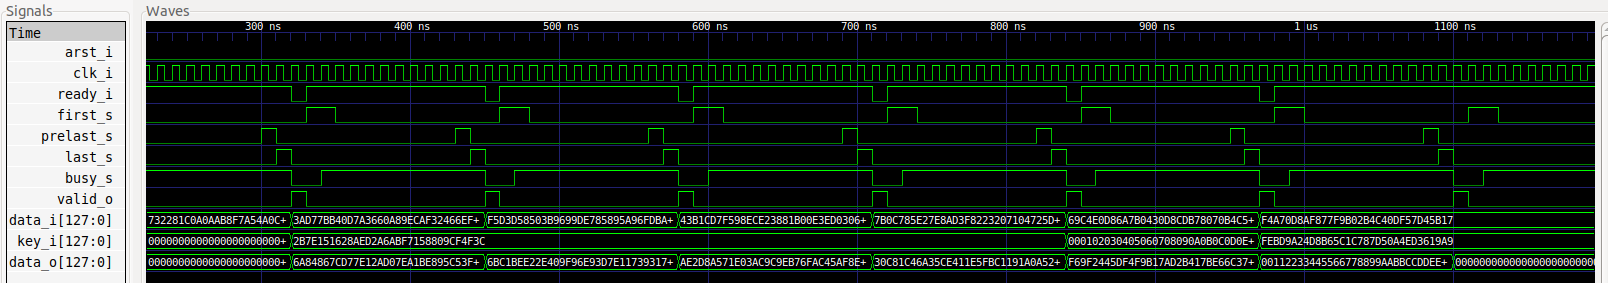 Signals
Waves
Time
300 ns 400 ns 500 ns 600 ns 700 ns 800 ns 900 ns 1 us 1100 ns
arst_i
clk_i
ready_i
first_s
prelast_s
last_s
busy_s
valid_o
data_i[127:0] 732281C0A0AAB8F7A54A0C+ 3AD77BB40D7A3660A89ECAF32466EF+ F5D3D58503B9699DE785895A96FDBA+ 43B1CD7F598ECE23881B00E3ED0306+ 7B0C785E27E8AD3F8223207104725D+ 69C4E0D86A7B0430D8CDB78070B4C5+ F4A70D8AF877F9B02B4C40DF57D45B17
key_i[127:0] 0000000000000000000000+ 2B7E151628AED2A6ABF7158809CF4F3C 000102030405060708090A0B0C0D0E+ FEBD9A24D8B65C1C787D50A4ED3619A9
data_o[127:0] 0000000000000000000000+ 6A84867CD77E12AD07EA1BE895C53F+ 6BC1BEE22E409F96E93D7E11739317+ AE2D8A571E03AC9C9EB76FAC45AF8E+ 30C81C46A35CE411E5FBC1191A0A52+ F69F2445DF4F9B17AD2B417BE66C37+ 00112233445566778899AABBCCDDEE+